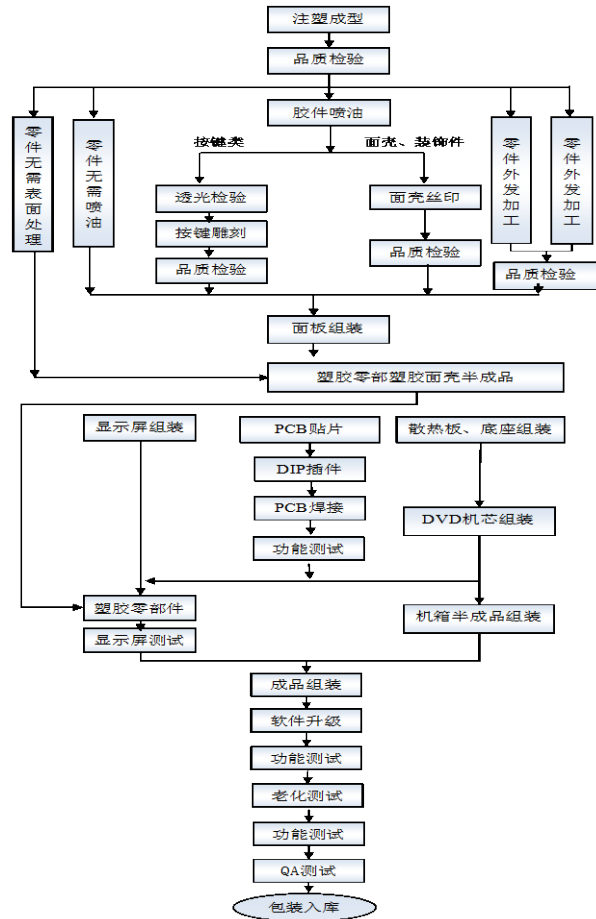 注塑成型
品质检验
胶件喷油
零件无需表面处理
零件无需喷油
按键类
面壳、装饰件
零件外发加工
零件外发加工
透光检验
面壳丝印
按键雕刻
品质检验
品质检验
品质检验
面板组装
塑胶零部塑胶面壳半成品
显示屏组装
PCB贴片
散热板、底座组装
DIP插件
PCB焊接
DVD机芯组装
功能测试
塑胶零部件
机箱半成品组装
显示屏测试
成品组装
软件升级
功能测试
老化测试
功能测试
QA测试
包装入库